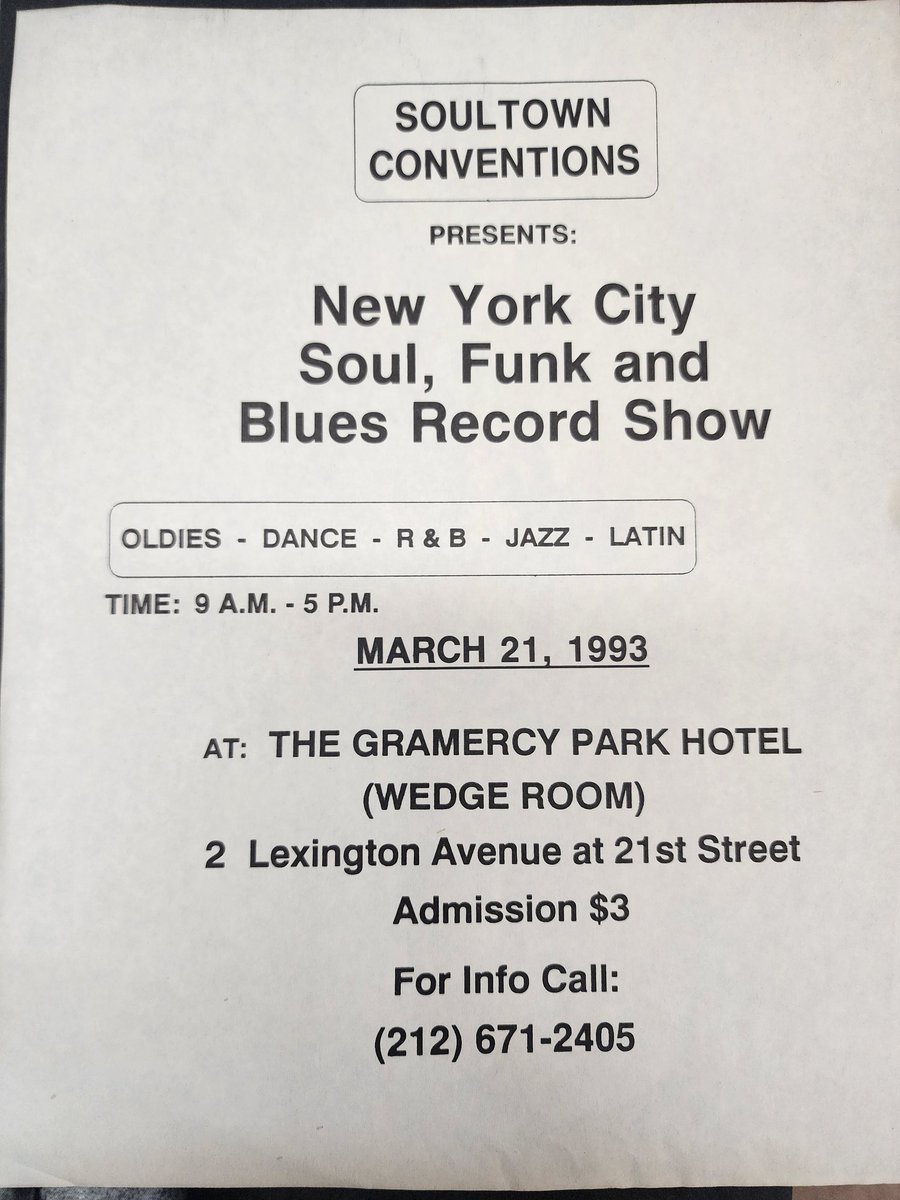 SOULTOWN
CONVENTIONS
PRESENTS:
New York City
Soul, Funk and
Blues Record Show
OLDIES - DANCE - R & B - JAZZ - LATIN
TIME: 9 A.M. - 5 P.M.
MARCH 21, 1993
AT: THE GRAMERCY PARK HOTEL
(WEDGE ROOM)
2 Lexington Avenue at 21st Street
Admission $3
For Info Call:
(212) 671-2405